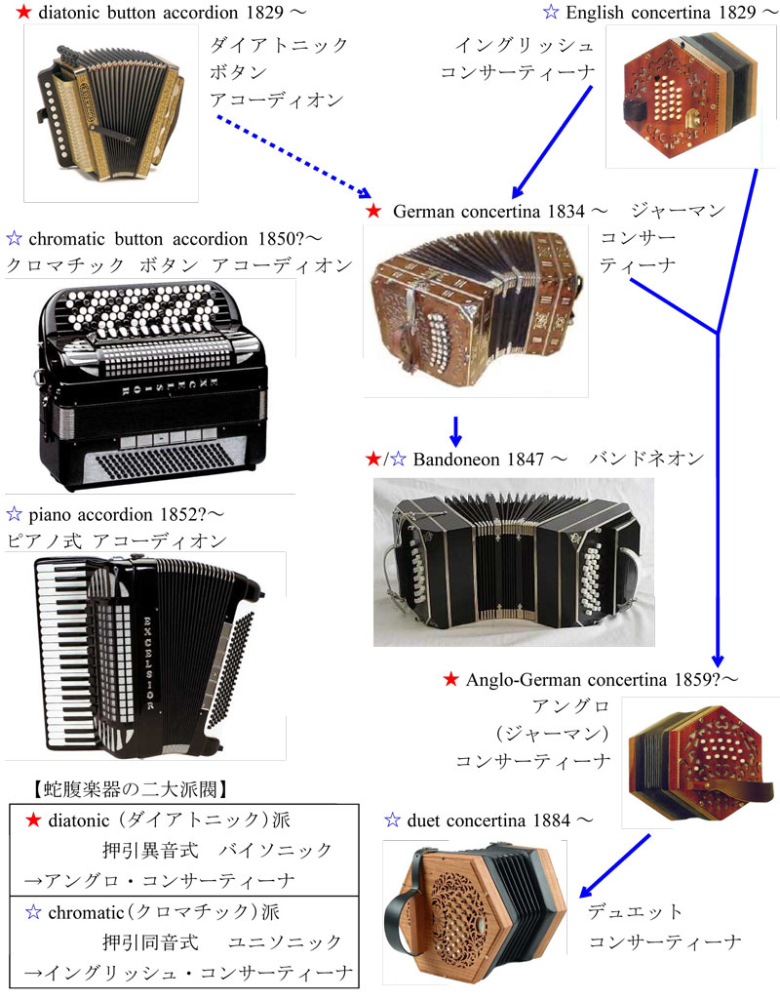 ★ diatonic button accordion 1829 ～
ダイアトニック
ボタン
アコーディオン
☆ English concertina 1829 ～
イングリッシュ
コンサーティーナ
★ German concertina 1834 ～ ジャーマン
コンサー
ティーナ
☆ chromatic button accordion 1850?～
クロマチック ボタン アコーディオン
EXCELSIOR
★/☆ Bandoneon 1847 ～ バンドネオン
☆ piano accordion 1852?～
ピアノ式 アコーディオン
EXCELSIOR
★ Anglo-German concertina 1859?～
アングロ
（ジャーマン）
コンサーティーナ
☆ duet concertina 1884 ～
デュエット
コンサーティーナ
【蛇腹楽器の二大派閥】
★ diatonic（ダイアトニック）派
押引異音式 バイソニック
→アングロ・コンサーティーナ
☆ chromatic（クロマチック）派
押引同音式 ユニソニック
→イングリッシュ・コンサーティーナ